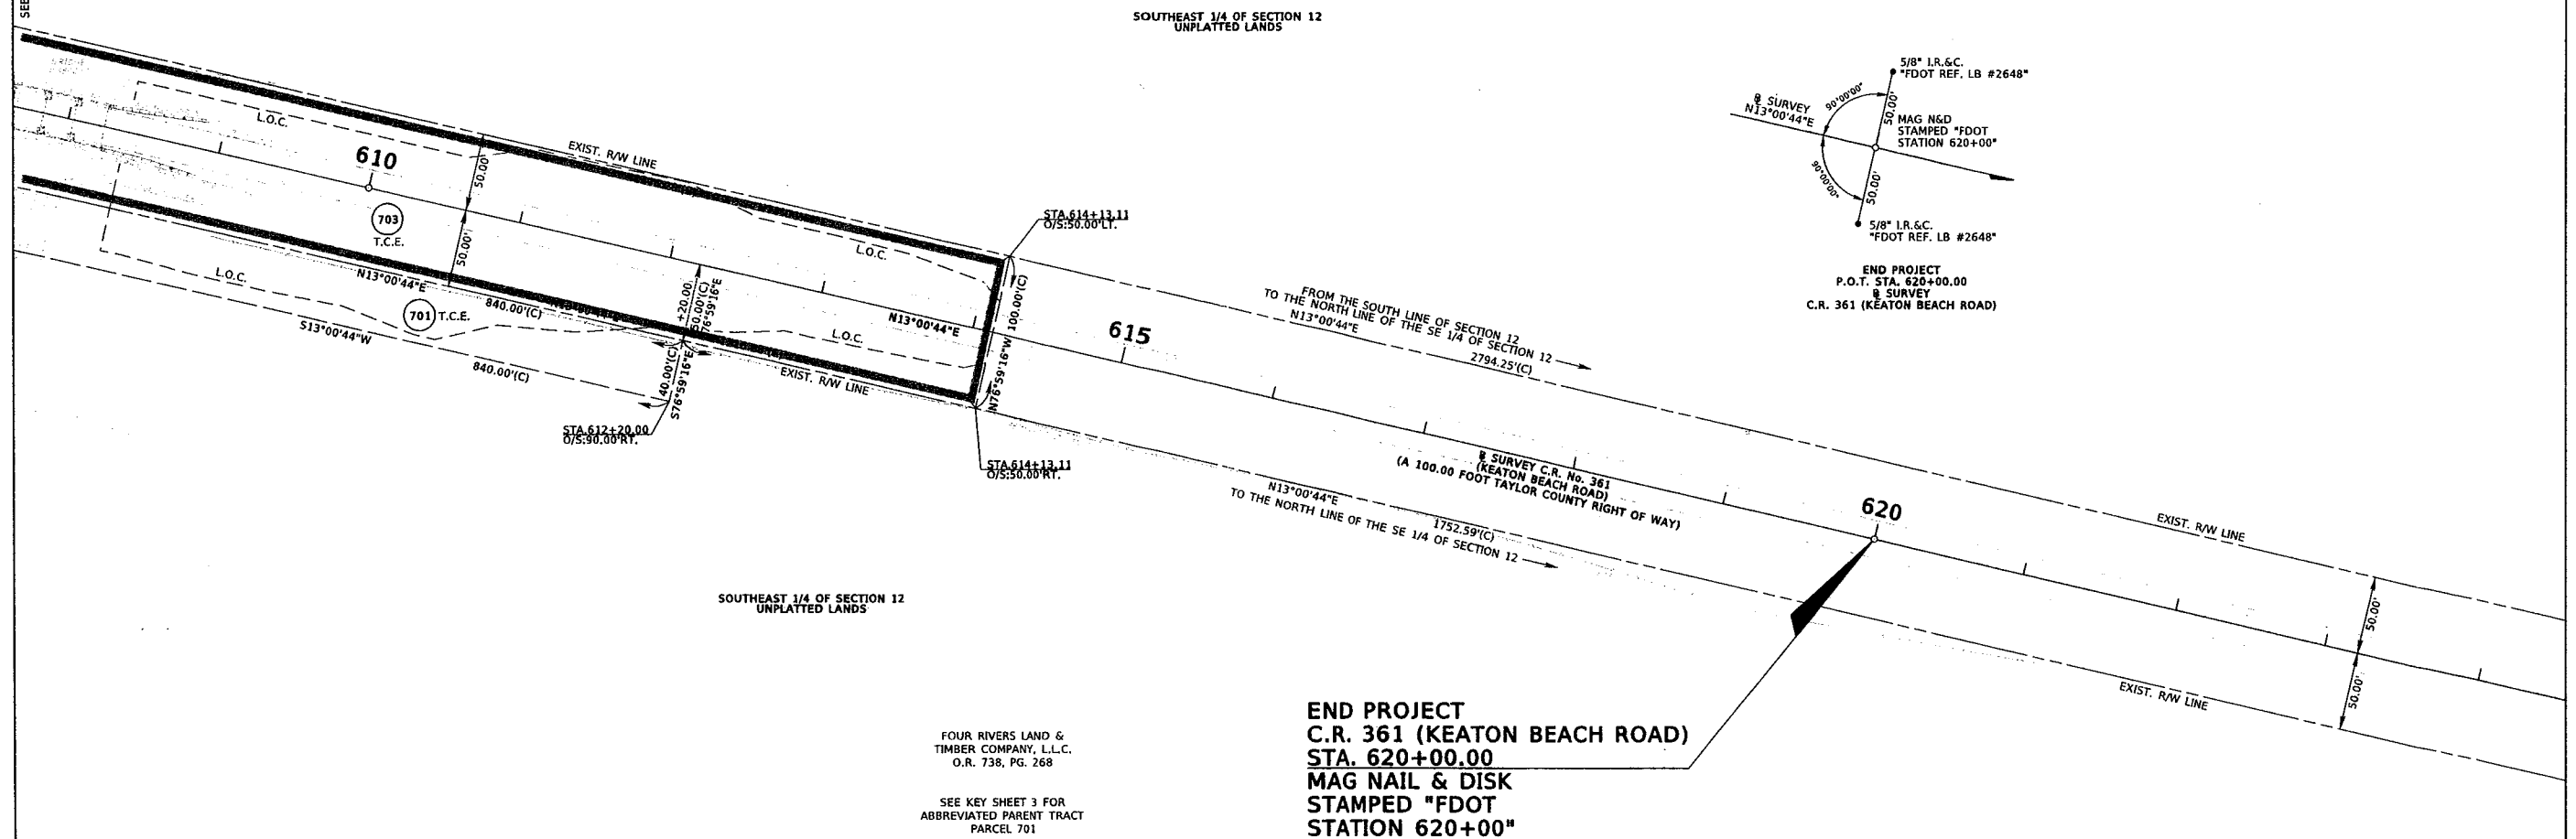 SEE
SOUTHEAST 1/4 OF SECTION 12
UNPLATTED LANDS
5/8" I.R.&C.
"FDOT REF. LB #2648"
℄ SURVEY
N13°00'44"E
90°00'00"
50.00'
MAG N&D
STAMPED "FDOT
STATION 620+00"
90°00'00"
50.00'
5/8" I.R.&C.
"FDOT REF. LB #2648"
END PROJECT
P.O.T. STA. 620+00.00
℄ SURVEY
C.R. 361 (KEATON BEACH ROAD)
BRIDGE
L.O.C.
610
EXIST. R/W LINE
50.00'
703
T.C.E.
50.00'
L.O.C.
N13°00'44"E
840.00'(C)
701
T.C.E.
S13°00'44"W
840.00'(C)
+20.00
50.00'(C)
76°59'16"E
40.00'(C)
S76°59'16"E
STA.612+20.00
O/S:90.00'RT.
L.O.C.
L.O.C.
N13°00'44"E
EXIST. R/W LINE
STA.614+13.11
O/S:50.00'LT.
N76°59'16"W 100.00'(C)
STA.614+13.11
O/S:50.00'RT.
615
FROM THE SOUTH LINE OF SECTION 12
TO THE NORTH LINE OF THE SE 1/4 OF SECTION 12
N13°00'44"E
2794.25'(C)
℄ SURVEY C.R. No. 361
(KEATON BEACH ROAD)
(A 100.00 FOOT TAYLOR COUNTY RIGHT OF WAY)
N13°00'44"E
1752.59'(C)
TO THE NORTH LINE OF THE SE 1/4 OF SECTION 12
620
EXIST. R/W LINE
50.00'
50.00'
EXIST. R/W LINE
SOUTHEAST 1/4 OF SECTION 12
UNPLATTED LANDS
FOUR RIVERS LAND &
TIMBER COMPANY, L.L.C.
O.R. 738, PG. 268
SEE KEY SHEET 3 FOR
ABBREVIATED PARENT TRACT
PARCEL 701
END PROJECT
C.R. 361 (KEATON BEACH ROAD)
STA. 620+00.00
MAG NAIL & DISK
STAMPED "FDOT
STATION 620+00"